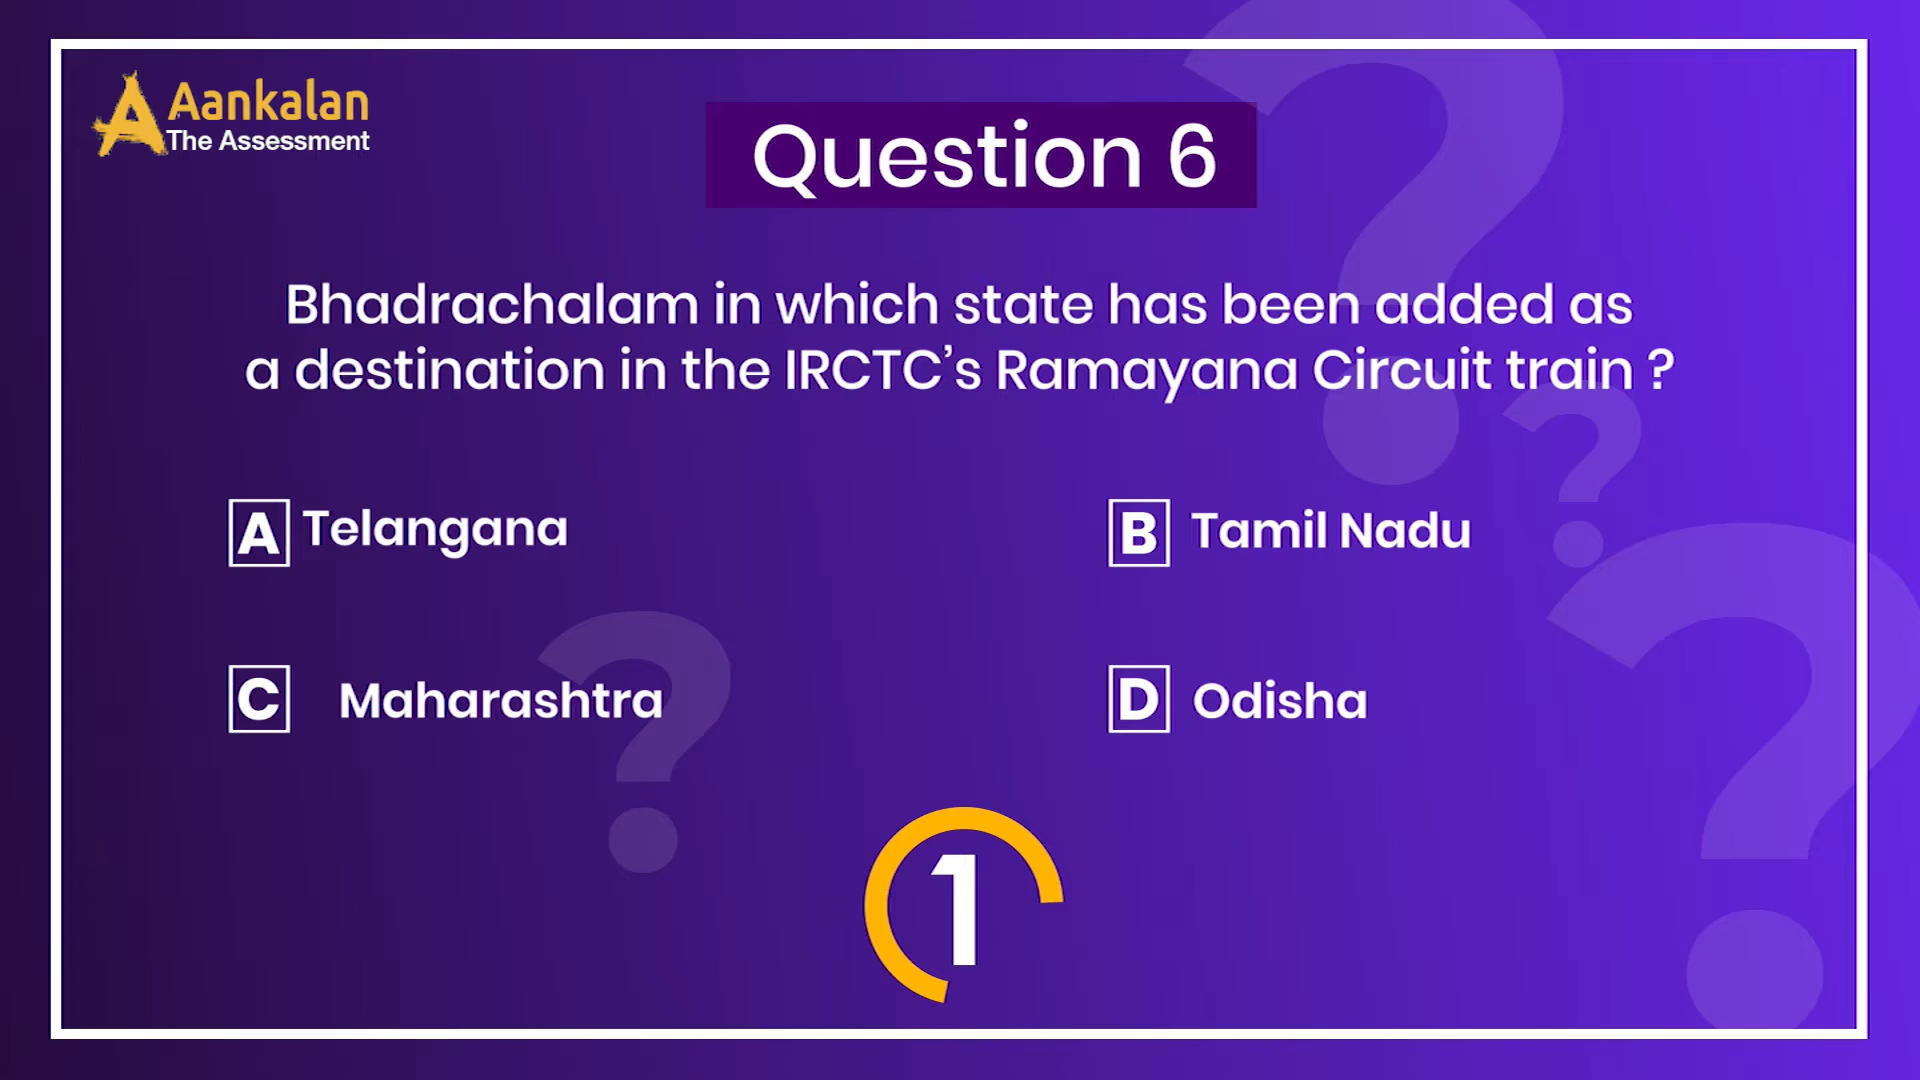 Aankalan
The Assessment
Question 6
Bhadrachalam in which state has been added as
a destination in the IRCTC’s Ramayana Circuit train ?
A Telangana
B Tamil Nadu
C Maharashtra
D Odisha
1